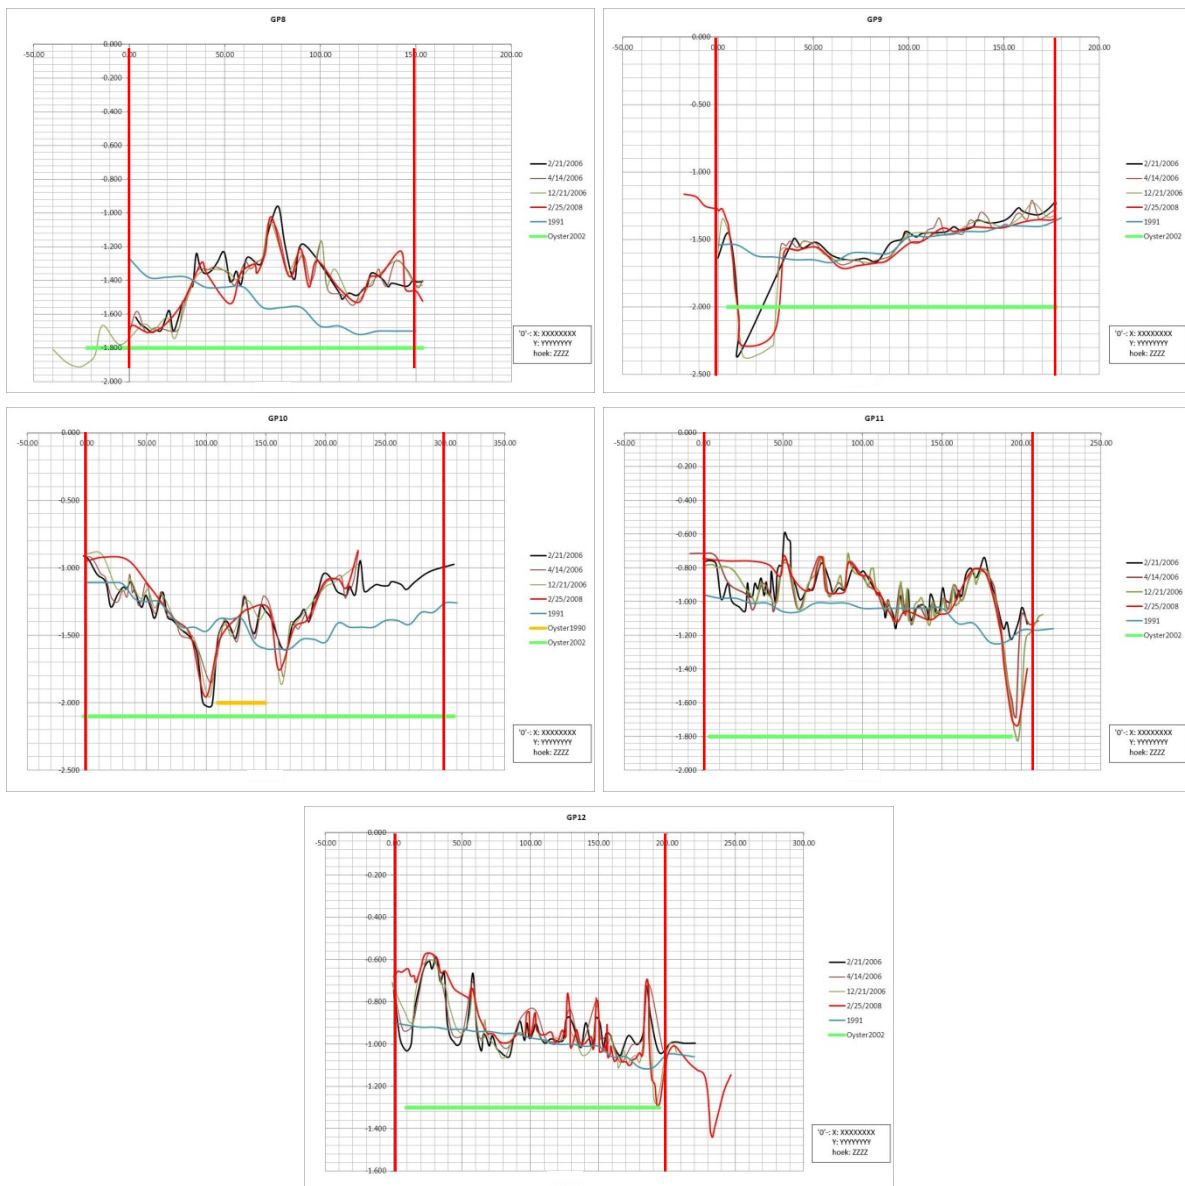 GP8
-50.00 0.00 50.00 100.00 150.00 200.00
0.000
-0.200
-0.400
-0.600
-0.800
-1.000
-1.200
-1.400
-1.600
-1.800
-2.000
2/21/2006
4/14/2006
12/21/2006
2/25/2008
1991
Oyster2002
'0'-: X: XXXXXXXX
Y: YYYYYYYY
hoek: ZZZZ
GP9
-50.00 0.00 50.00 100.00 150.00 200.00
0.000
-0.500
-1.000
-1.500
-2.000
-2.500
2/21/2006
4/14/2006
12/21/2006
2/25/2008
1991
Oyster2002
'0'-: X: XXXXXXXX
Y: YYYYYYYY
hoek: ZZZZ
GP10
-50.00 0.00 50.00 100.00 150.00 200.00 250.00 300.00 350.00
0.000
-0.500
-1.000
-1.500
-2.000
-2.500
2/21/2006
4/14/2006
12/21/2006
2/25/2008
1991
Oyster1990
Oyster2002
'0'-: X: XXXXXXXX
Y: YYYYYYYY
hoek: ZZZZ
GP11
-50.00 0.00 50.00 100.00 150.00 200.00 250.00
0.000
-0.200
-0.400
-0.600
-0.800
-1.000
-1.200
-1.400
-1.600
-1.800
-2.000
2/21/2006
4/14/2006
12/21/2006
2/25/2008
1991
Oyster2002
'0'-: X: XXXXXXXX
Y: YYYYYYYY
hoek: ZZZZ
GP12
-50.00 0.00 50.00 100.00 150.00 200.00 250.00 300.00
0.000
-0.200
-0.400
-0.600
-0.800
-1.000
-1.200
-1.400
-1.600
2/21/2006
4/14/2006
12/21/2006
2/25/2008
1991
Oyster2002
'0'-: X: XXXXXXXX
Y: YYYYYYYY
hoek: ZZZZ